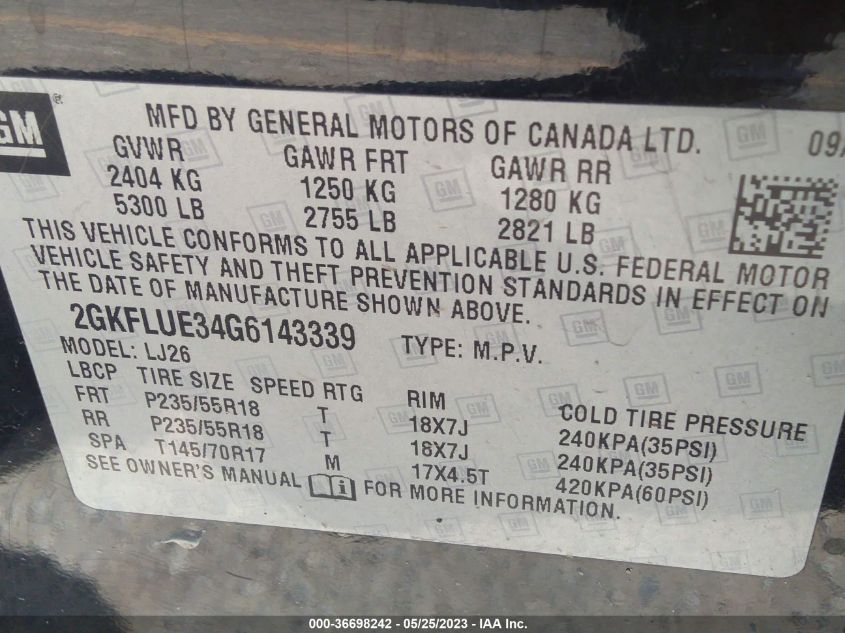 GM
MFD BY GENERAL MOTORS OF CANADA LTD. 09/
GVWR GAWR FRT GAWR RR
2404 KG 1250 KG 1280 KG
5300 LB 2755 LB 2821 LB
THIS VEHICLE CONFORMS TO ALL APPLICABLE U.S. FEDERAL MOTOR
VEHICLE SAFETY AND THEFT PREVENTION STANDARDS IN EFFECT ON
THE DATE OF MANUFACTURE SHOWN ABOVE.
2GKFLUE34G6143339 TYPE: M.P.V.
MODEL: LJ26
LBCP TIRE SIZE SPEED RTG RIM COLD TIRE PRESSURE
FRT P235/55R18 T 18X7J 240KPA(35PSI)
RR P235/55R18 T 18X7J 240KPA(35PSI)
SPA T145/70R17 M 17X4.5T 420KPA(60PSI)
SEE OWNER'S MANUAL FOR MORE INFORMATION.
000-36698242 - 05/25/2023 - IAA Inc.